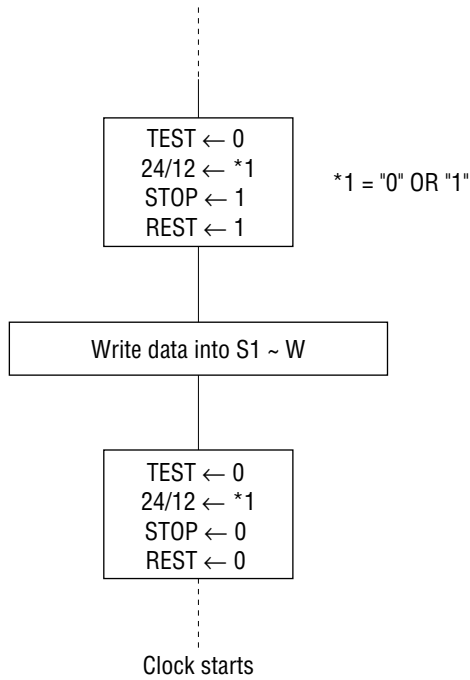 TEST ← 0
24/12 ← *1
STOP ← 1
REST ← 1
*1 = "0" OR "1"
Write data into S1 ~ W
TEST ← 0
24/12 ← *1
STOP ← 0
REST ← 0
Clock starts